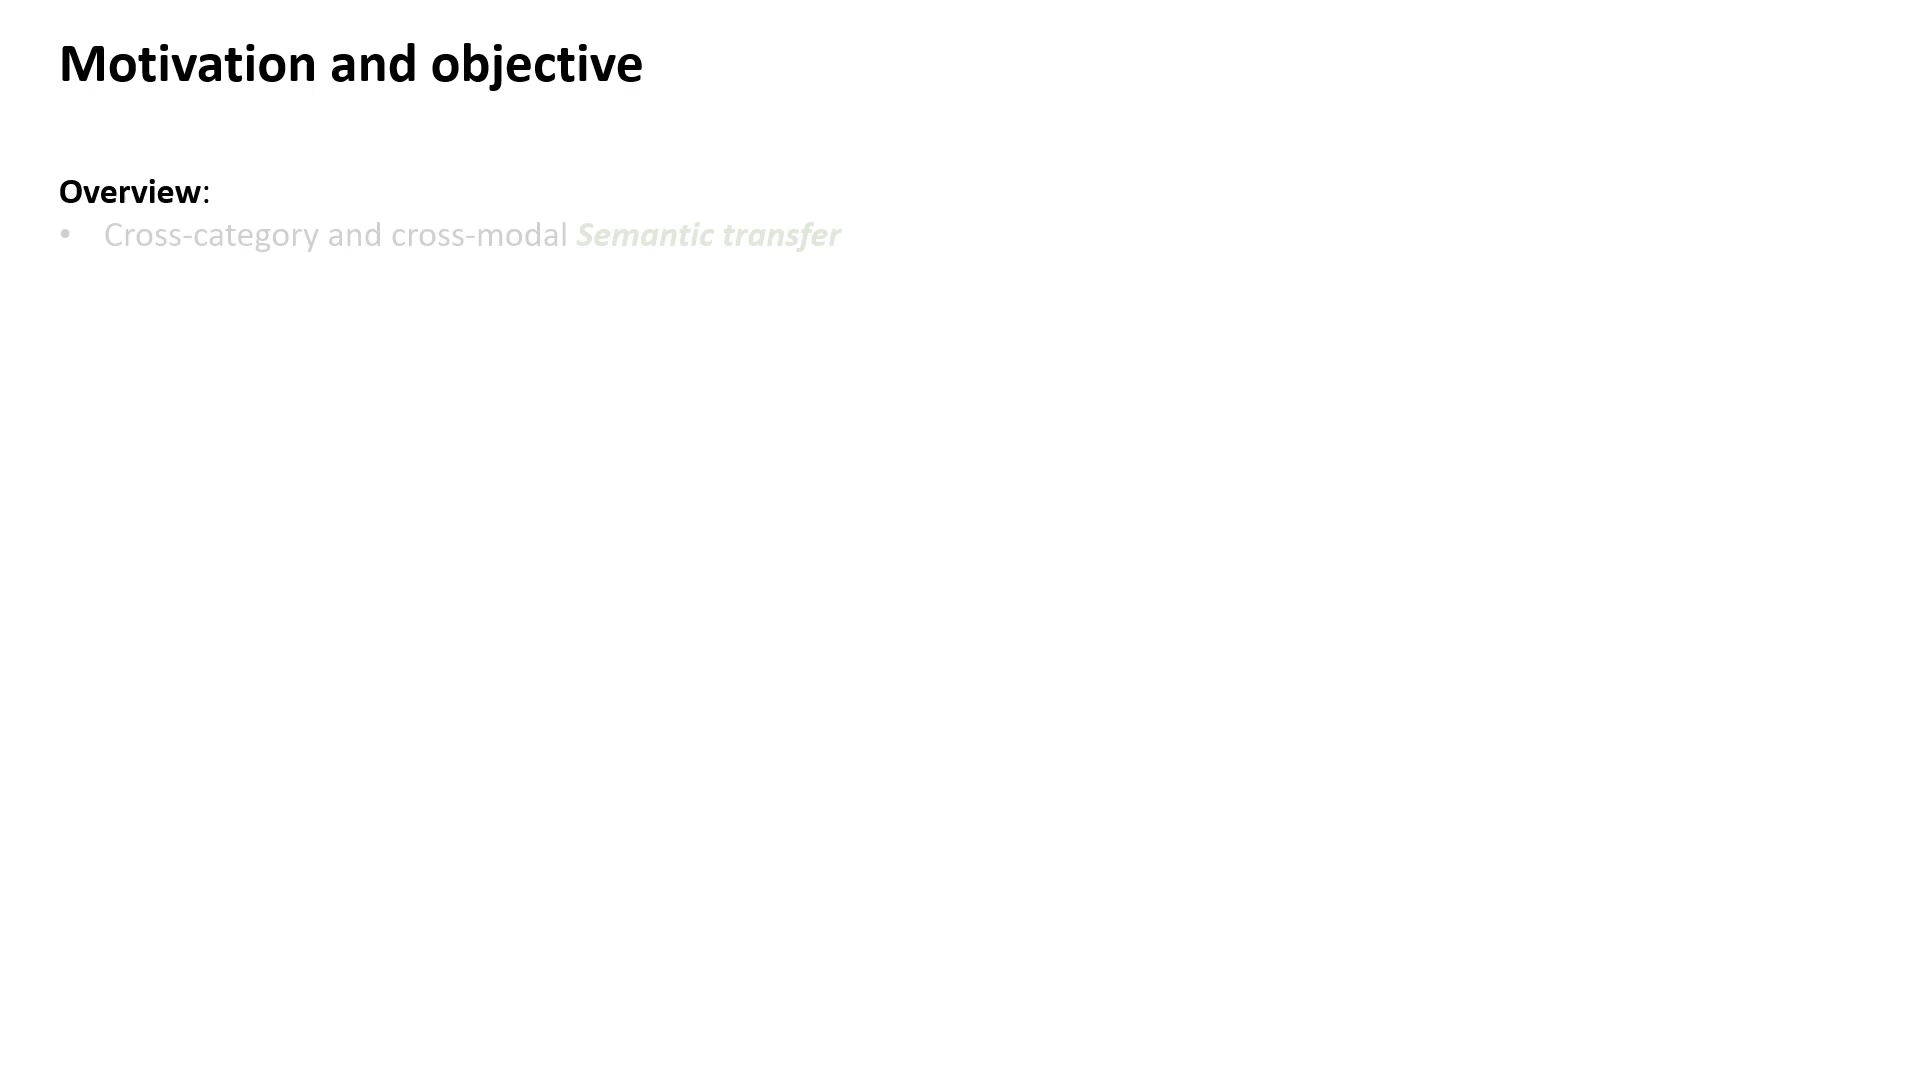 Motivation and objective
Overview:
• Cross-category and cross-modal Semantic transfer